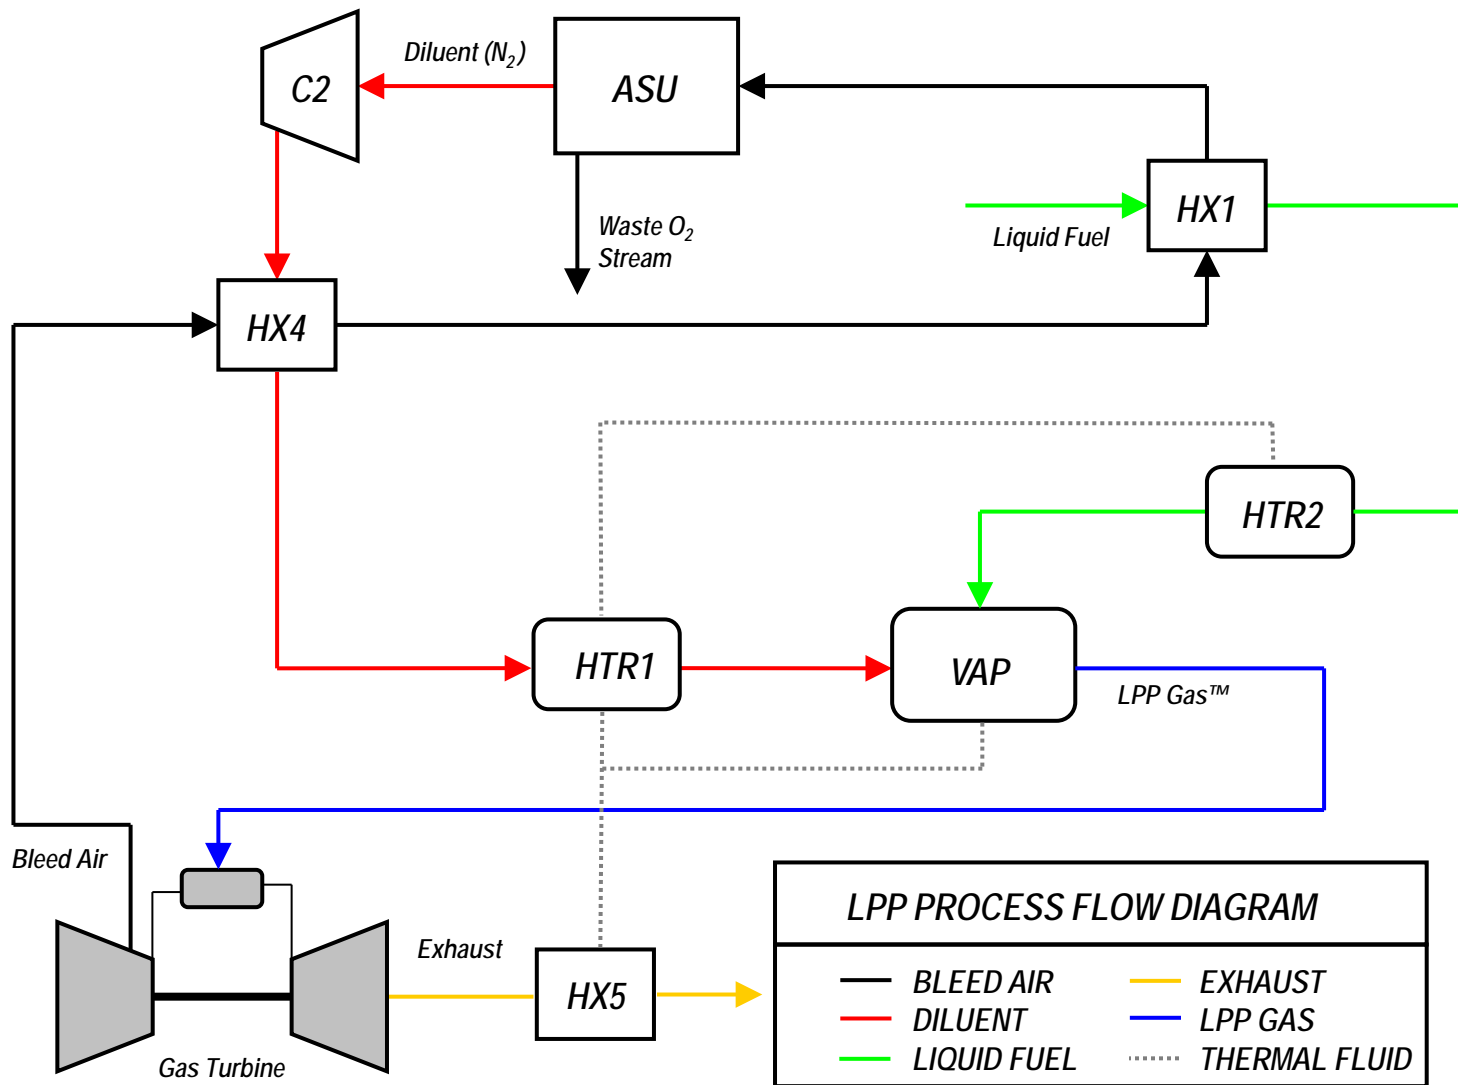 Diluent (N₂)
C2
ASU
HX1
Liquid Fuel
Waste O₂
Stream
HX4
HTR2
HTR1
VAP
LPP Gas™
Bleed Air
Exhaust
HX5
Gas Turbine
LPP PROCESS FLOW DIAGRAM
BLEED AIR
EXHAUST
DILUENT
LPP GAS
LIQUID FUEL
THERMAL FLUID